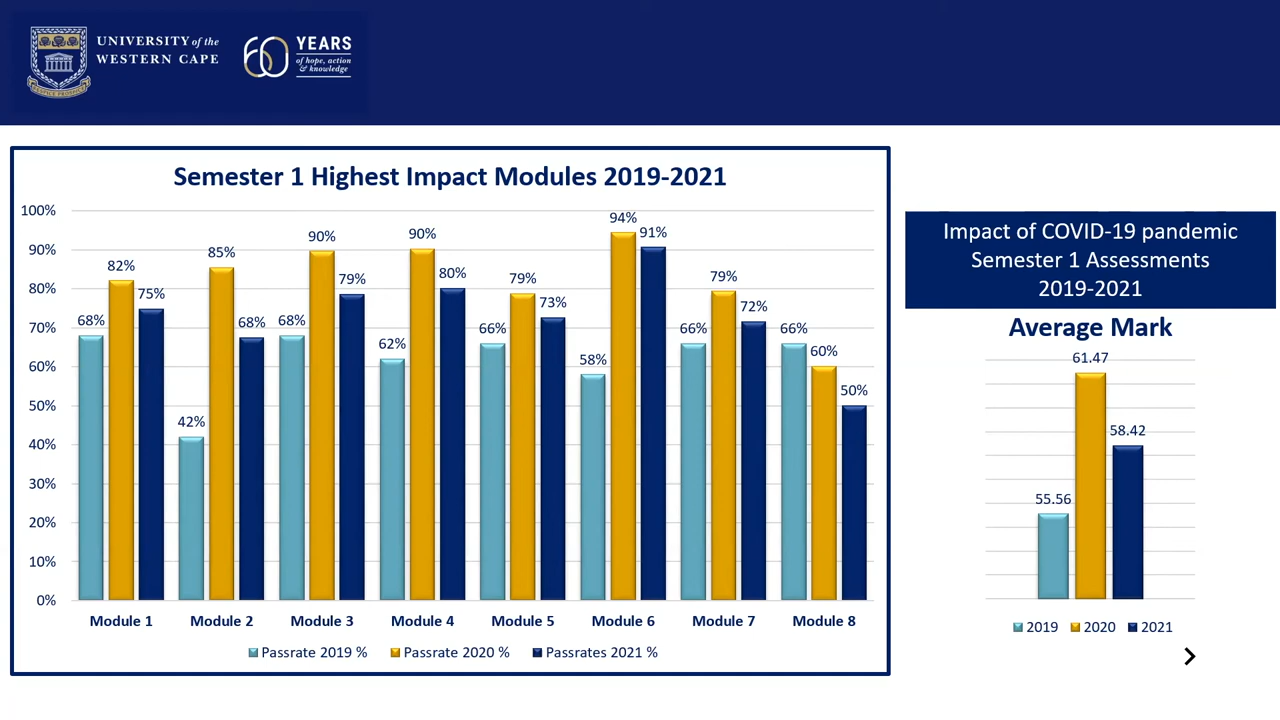 UNIVERSITY of the
WESTERN CAPE
60 YEARS
of hope, action
& knowledge
Semester 1 Highest Impact Modules 2019-2021
100%
90%
80%
70%
60%
50%
40%
30%
20%
10%
0%
68% 82% 75%
42% 85% 68%
68% 90% 79%
62% 90% 80%
66% 79% 73%
58% 94% 91%
66% 79% 72%
66% 60% 50%
Module 1 Module 2 Module 3 Module 4 Module 5 Module 6 Module 7 Module 8
Passrate 2019 % Passrate 2020 % Passrates 2021 %
Impact of COVID-19 pandemic
Semester 1 Assessments
2019-2021
Average Mark
61.47
58.42
55.56
2019 2020 2021